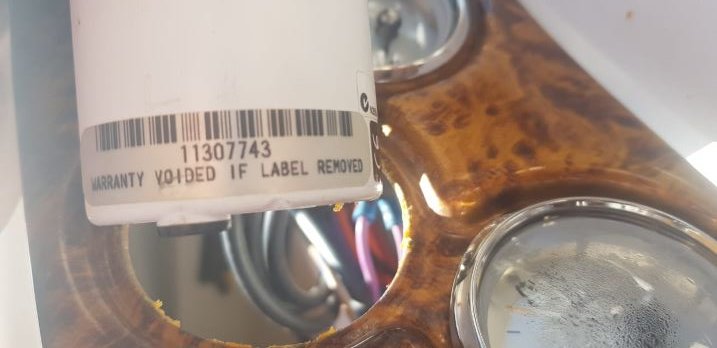 11307743
WARRANTY VOIDED IF LABEL REMOVED